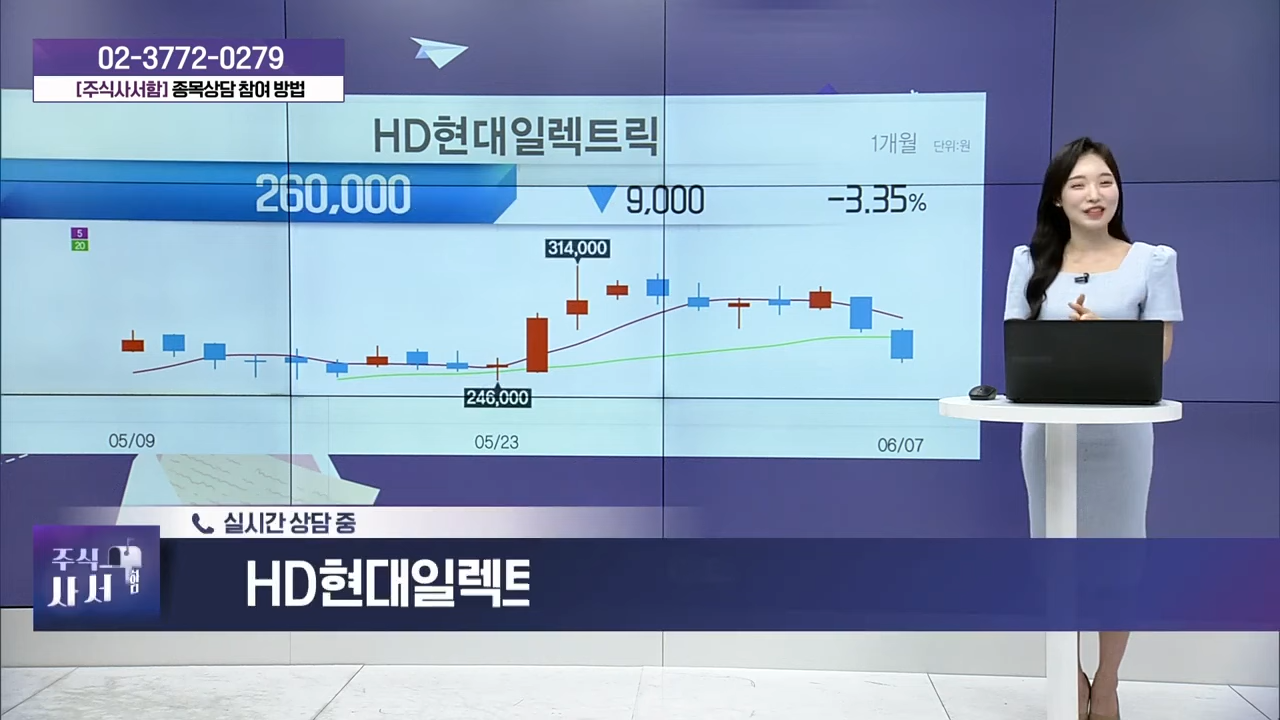 02-3772-0279
[주식사서함] 종목상담 참여 방법
HD현대일렉트릭
1개월 단위:원
260,000 ▼ 9,000 -3.35%
5
20
314,000
246,000
05/09 05/23 06/07
실시간 상담 중
주식
사서함
HD현대일렉트